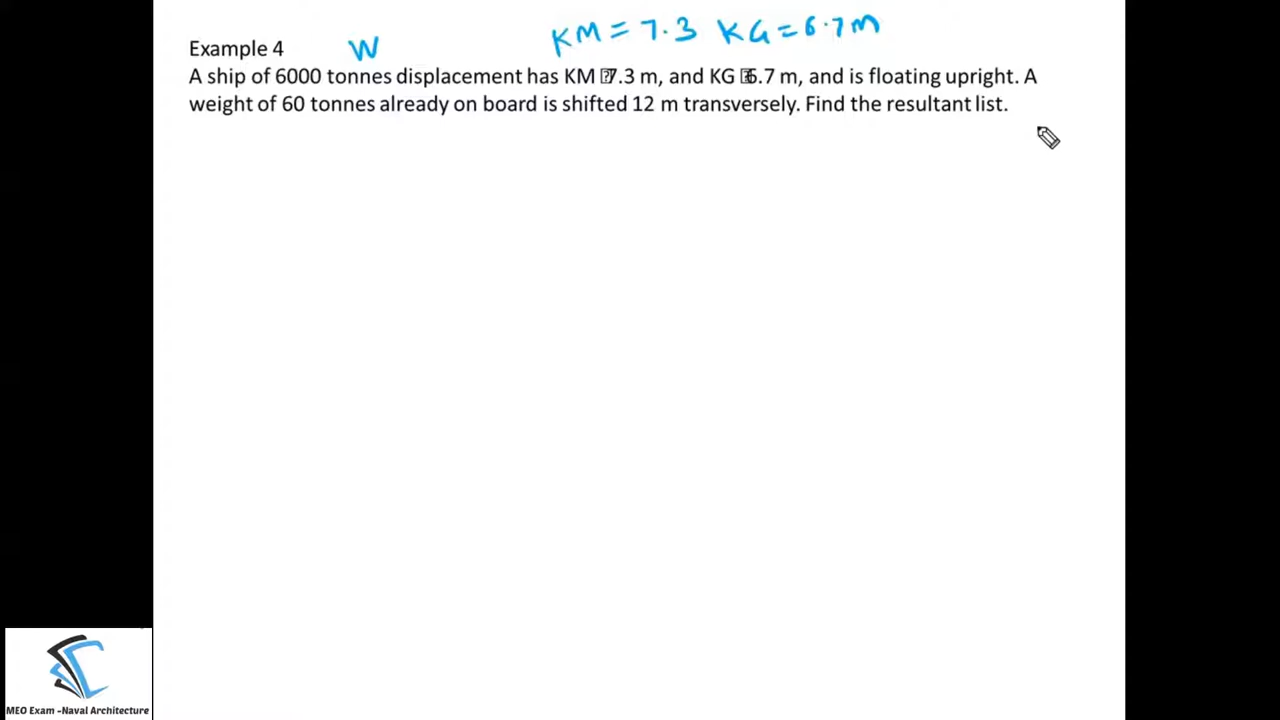 KM = 7.3 KG = 6.7m
Example 4 W
A ship of 6000 tonnes displacement has KM 7.3 m, and KG 6.7 m, and is floating upright. A
weight of 60 tonnes already on board is shifted 12 m transversely. Find the resultant list.
MEO Exam -Naval Architecture